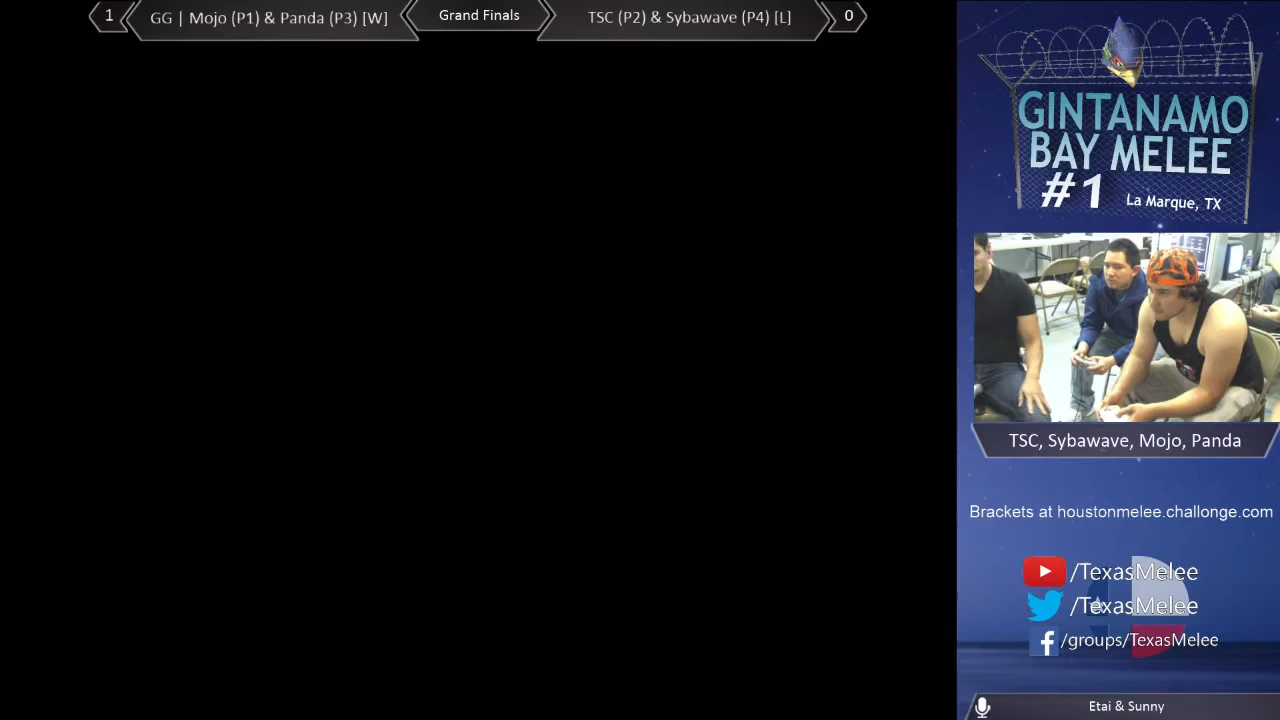 1
GG | Mojo (P1) & Panda (P3) [W]
Grand Finals
TSC (P2) & Sybawave (P4) [L]
0
GINTANAMO
BAY MELEE
#1 La Marque, TX
TSC, Sybawave, Mojo, Panda
Brackets at houstonmelee.challonge.com
/TexasMelee
/TexasMelee
f /groups/TexasMelee
Etai & Sunny